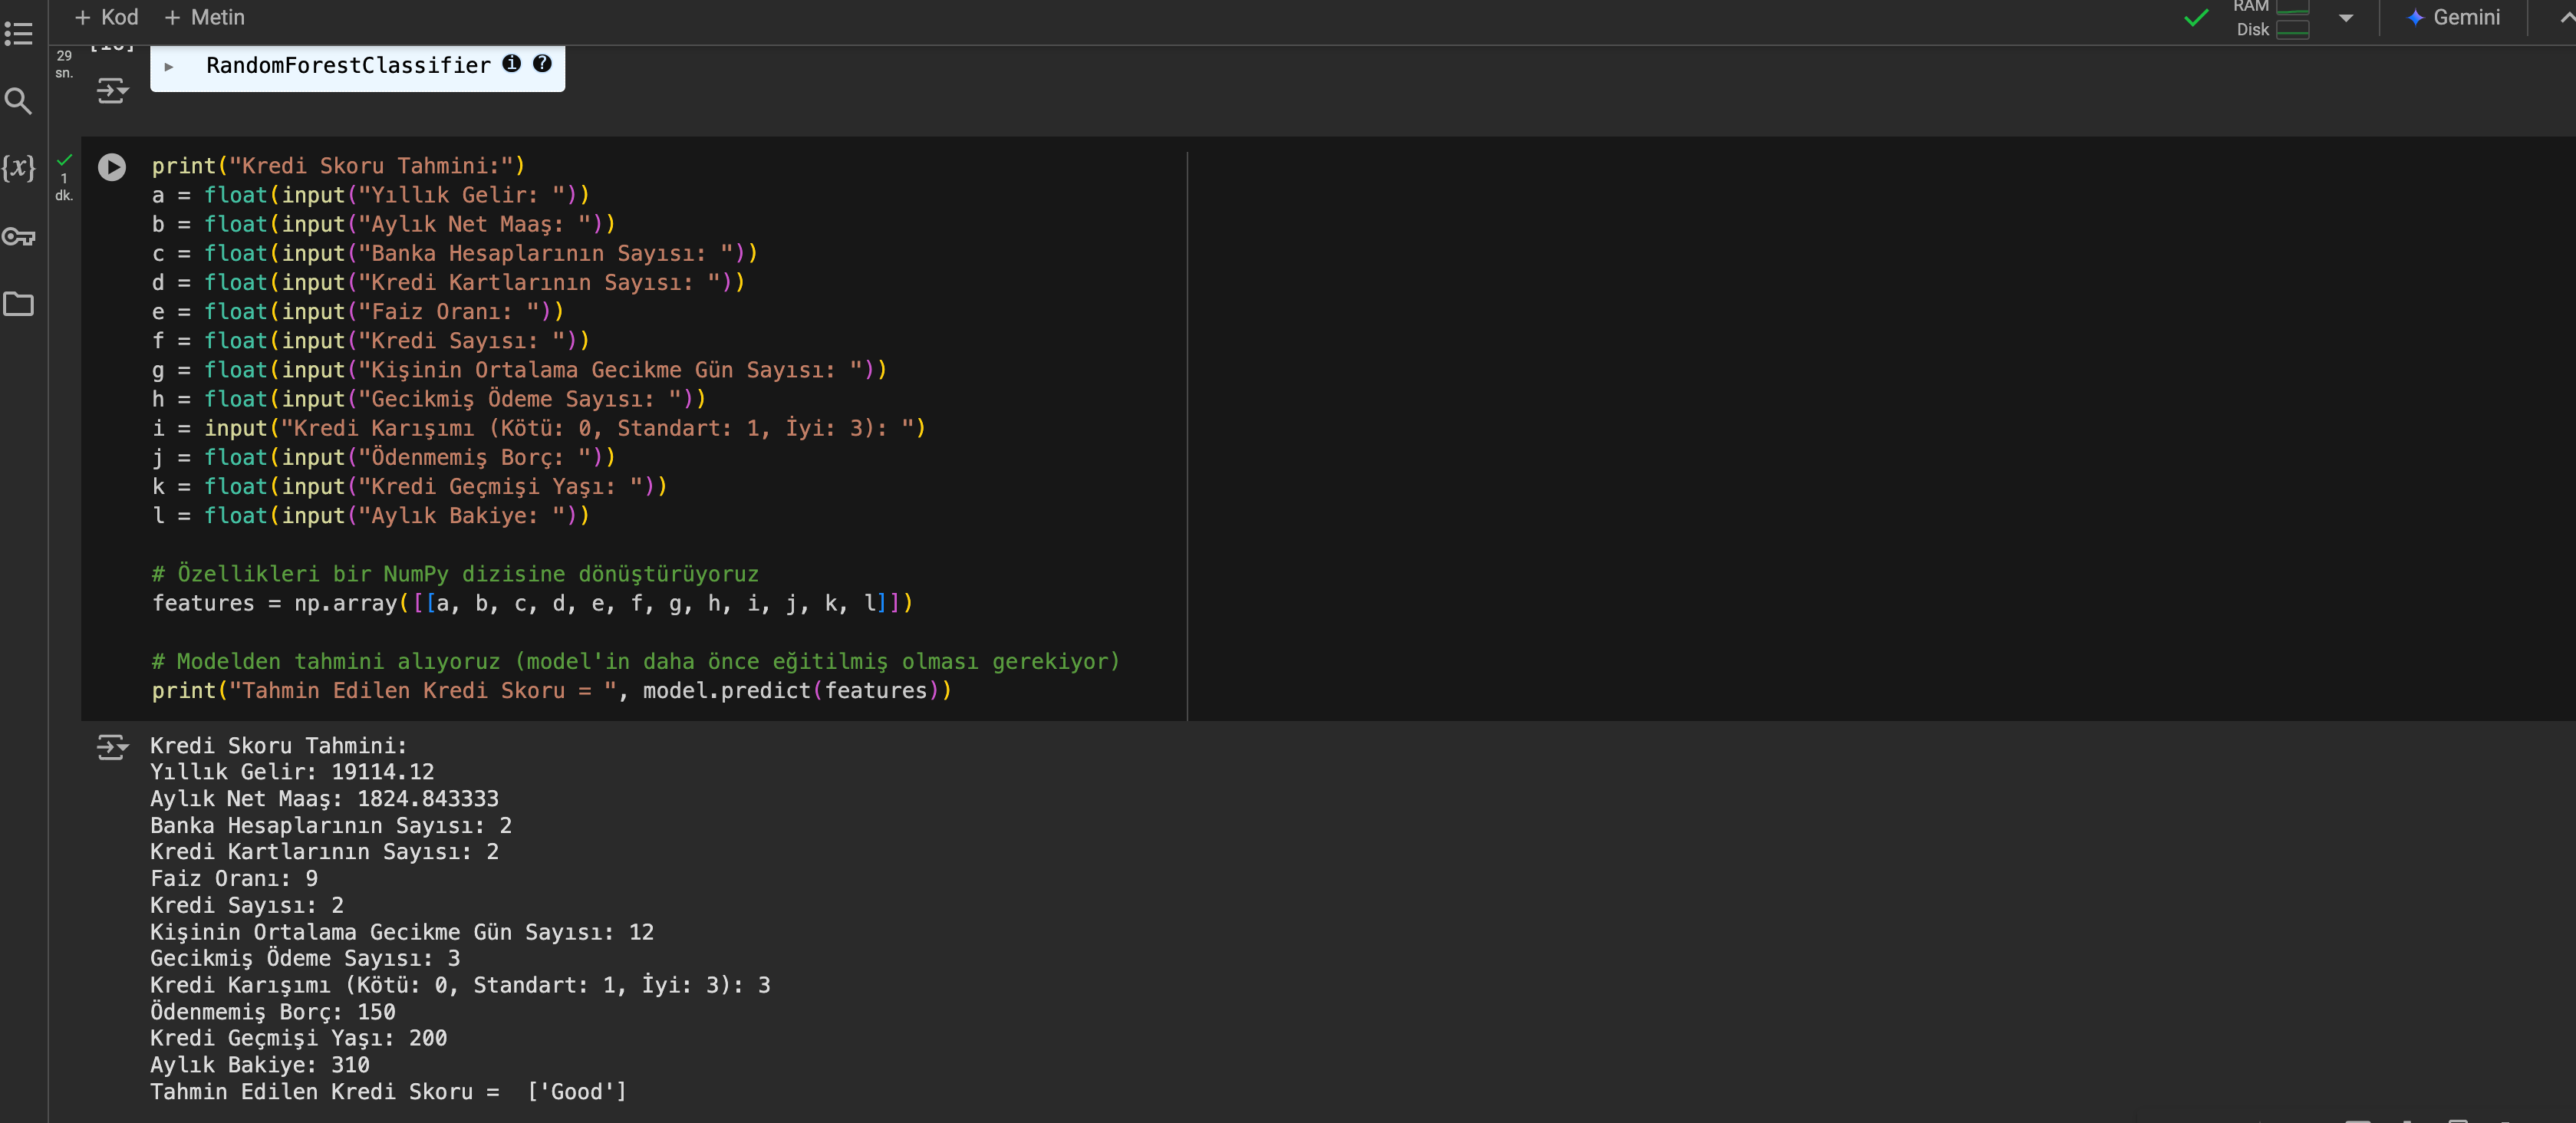 + Kod + Metin
RAM
Disk
Gemini
29
sn.
RandomForestClassifier
{x}
1
dk.
print("Kredi Skoru Tahmini:")
a = float(input("Yıllık Gelir: "))
b = float(input("Aylık Net Maaş: "))
c = float(input("Banka Hesaplarının Sayısı: "))
d = float(input("Kredi Kartlarının Sayısı: "))
e = float(input("Faiz Oranı: "))
f = float(input("Kredi Sayısı: "))
g = float(input("Kişinin Ortalama Gecikme Gün Sayısı: "))
h = float(input("Gecikmiş Ödeme Sayısı: "))
i = input("Kredi Karışımı (Kötü: 0, Standart: 1, İyi: 3): ")
j = float(input("Ödenmemiş Borç: "))
k = float(input("Kredi Geçmişi Yaşı: "))
l = float(input("Aylık Bakiye: "))
# Özellikleri bir NumPy dizisine dönüştürüyoruz
features = np.array([[a, b, c, d, e, f, g, h, i, j, k, l]])
# Modelden tahmini alıyoruz (model'in daha önce eğitilmiş olması gerekiyor)
print("Tahmin Edilen Kredi Skoru = ", model.predict(features))
Kredi Skoru Tahmini:
Yıllık Gelir: 19114.12
Aylık Net Maaş: 1824.843333
Banka Hesaplarının Sayısı: 2
Kredi Kartlarının Sayısı: 2
Faiz Oranı: 9
Kredi Sayısı: 2
Kişinin Ortalama Gecikme Gün Sayısı: 12
Gecikmiş Ödeme Sayısı: 3
Kredi Karışımı (Kötü: 0, Standart: 1, İyi: 3): 3
Ödenmemiş Borç: 150
Kredi Geçmişi Yaşı: 200
Aylık Bakiye: 310
Tahmin Edilen Kredi Skoru =  ['Good']